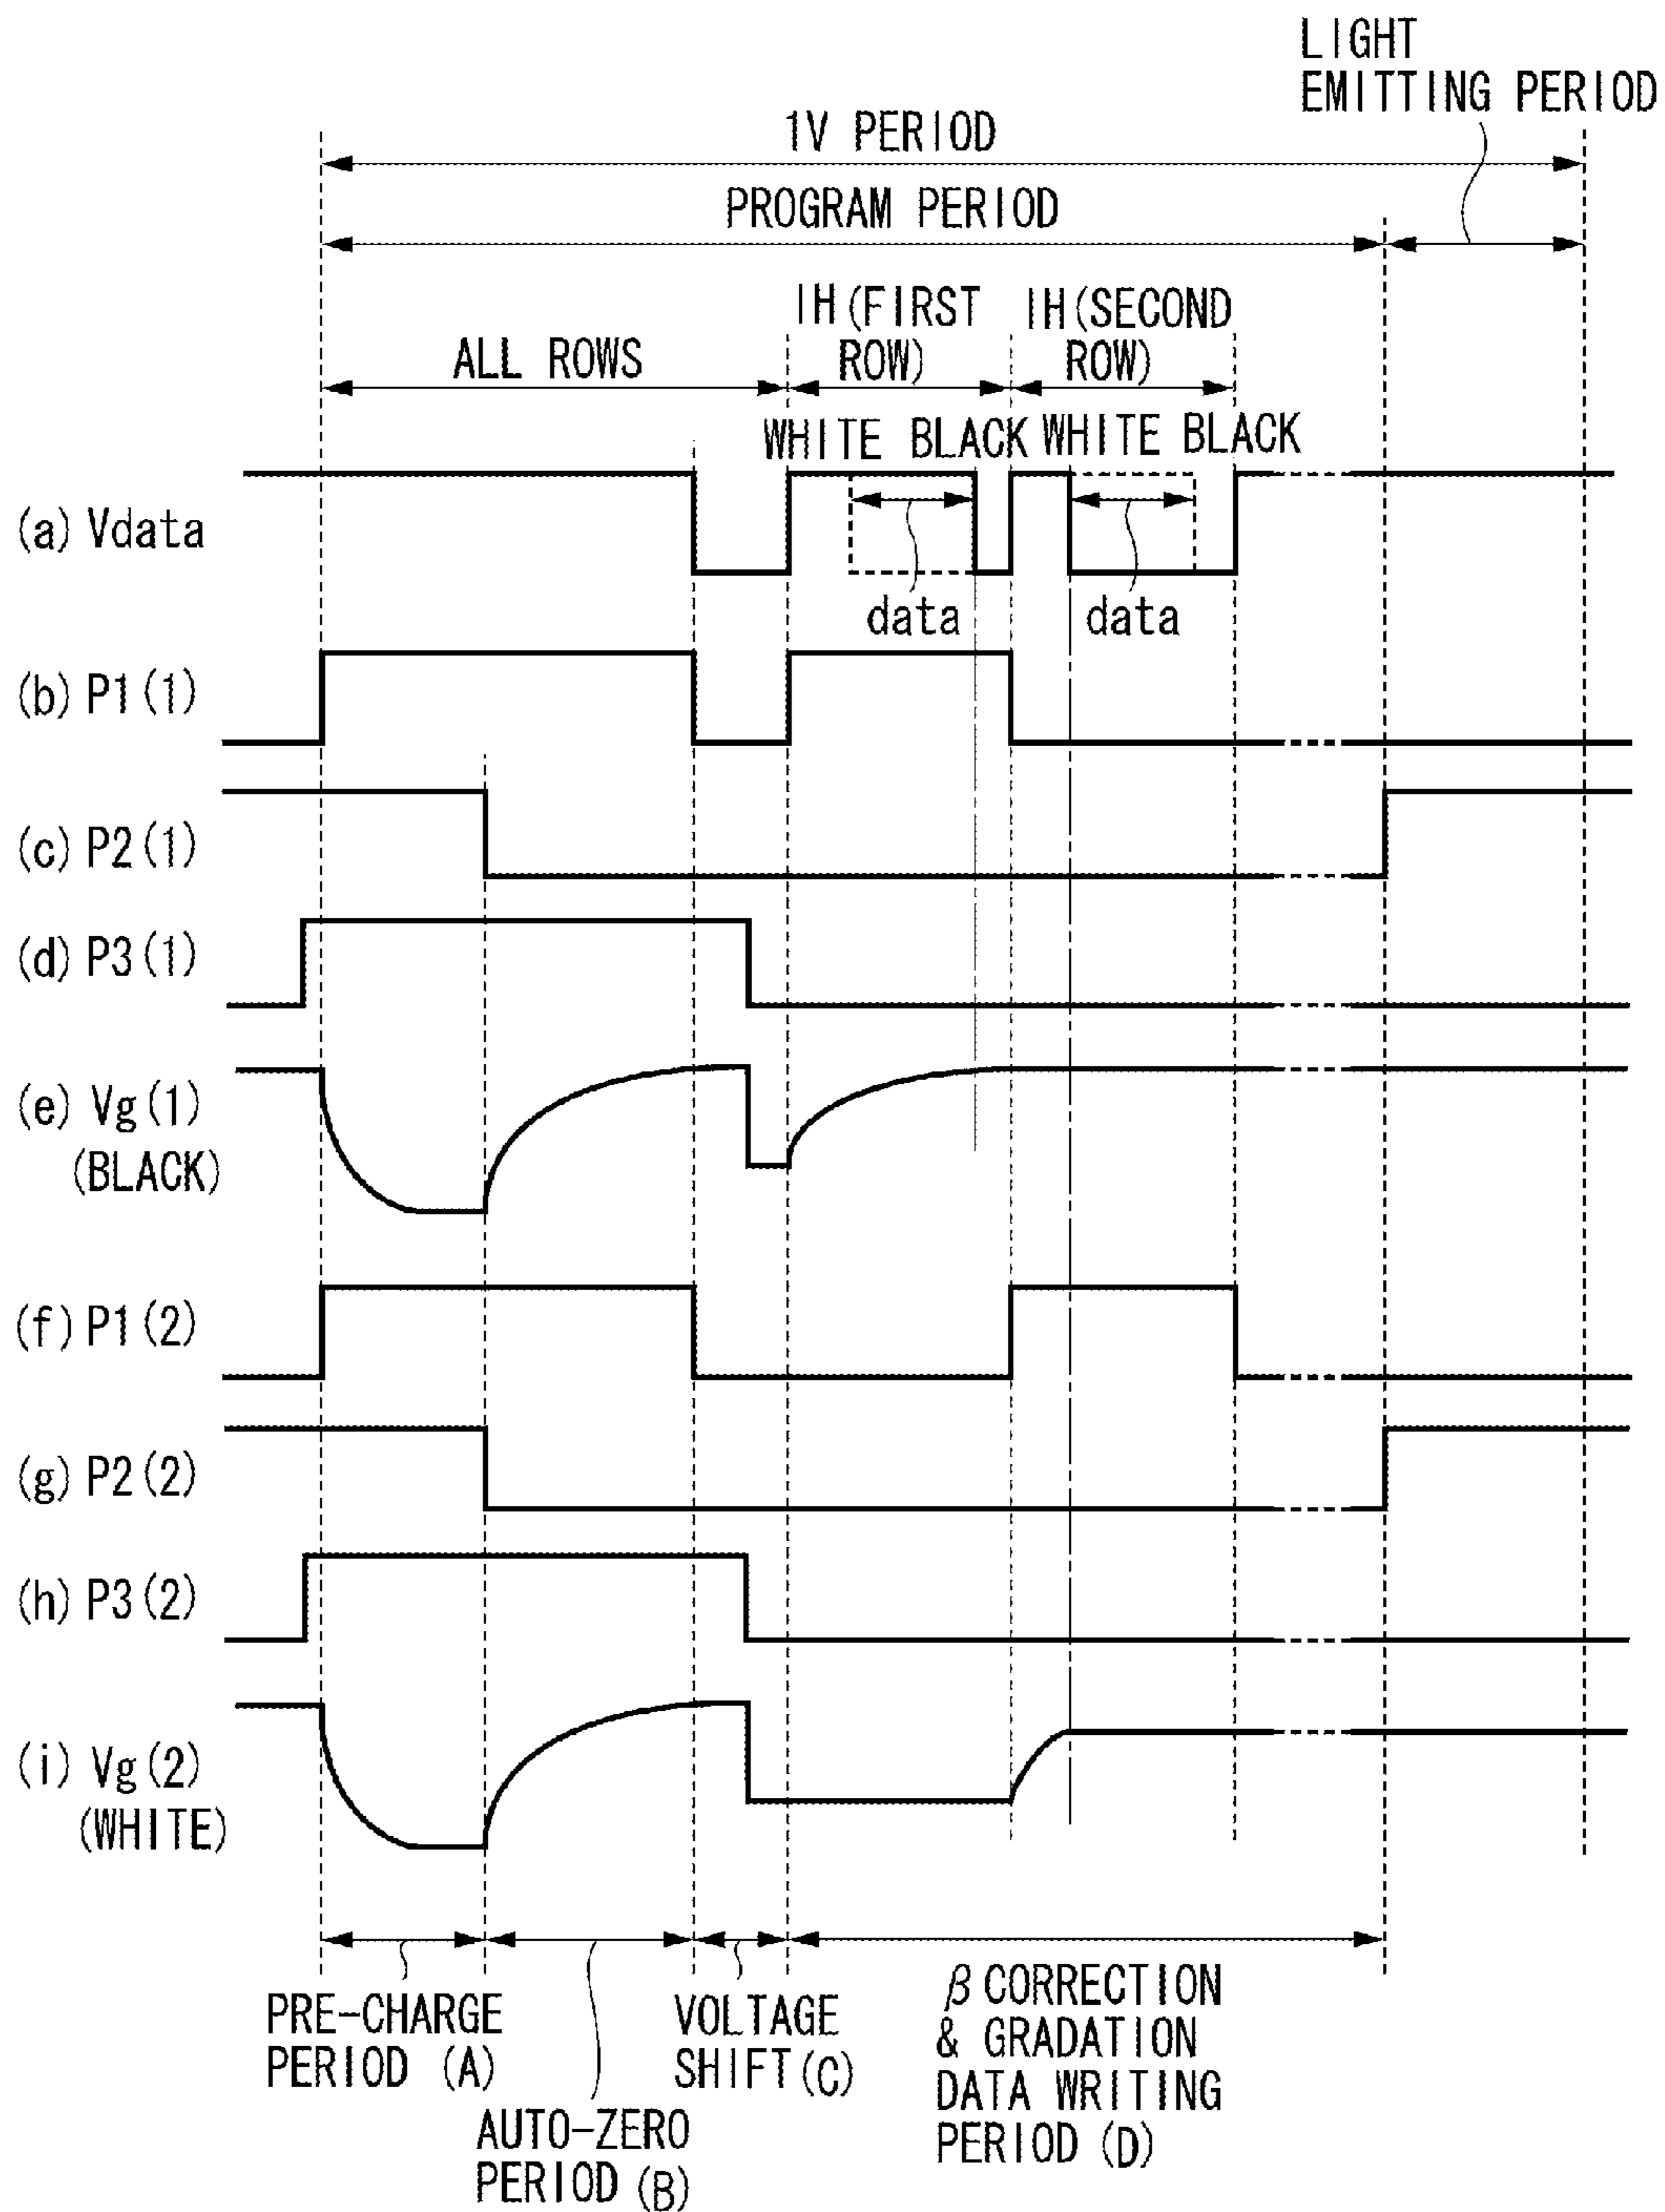 LIGHT
EMITTING PERIOD
1V PERIOD
PROGRAM PERIOD
1H(FIRST
ROW)
1H(SECOND
ROW)
ALL ROWS
WHITE BLACK WHITE BLACK
(a) Vdata
data
data
(b) P1(1)
(c) P2(1)
(d) P3(1)
(e) Vg(1)
(BLACK)
(f) P1(2)
(g) P2(2)
(h) P3(2)
(i) Vg(2)
(WHITE)
PRE-CHARGE
PERIOD (A)
AUTO-ZERO
PERIOD (B)
VOLTAGE
SHIFT(C)
β CORRECTION
& GRADATION
DATA WRITING
PERIOD (D)